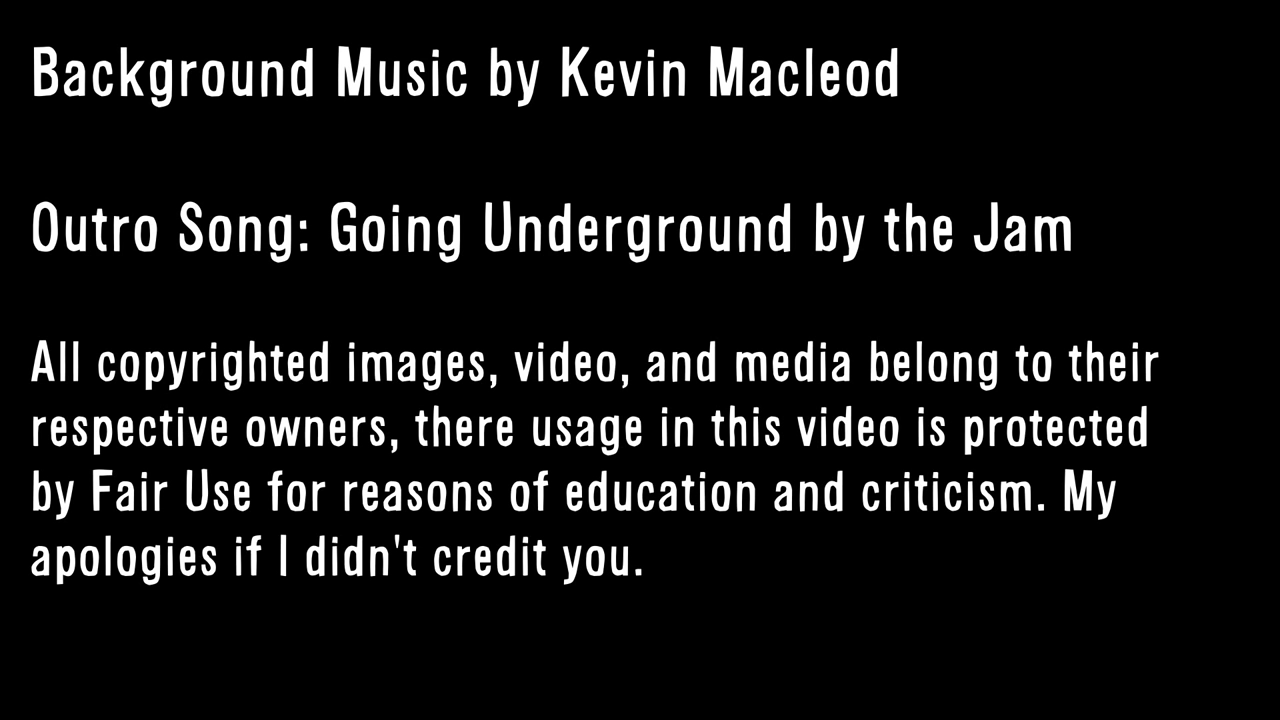 Background Music by Kevin Macleod
Outro Song: Going Underground by the Jam
All copyrighted images, video, and media belong to their
respective owners, there usage in this video is protected
by Fair Use for reasons of education and criticism. My
apologies if I didn't credit you.